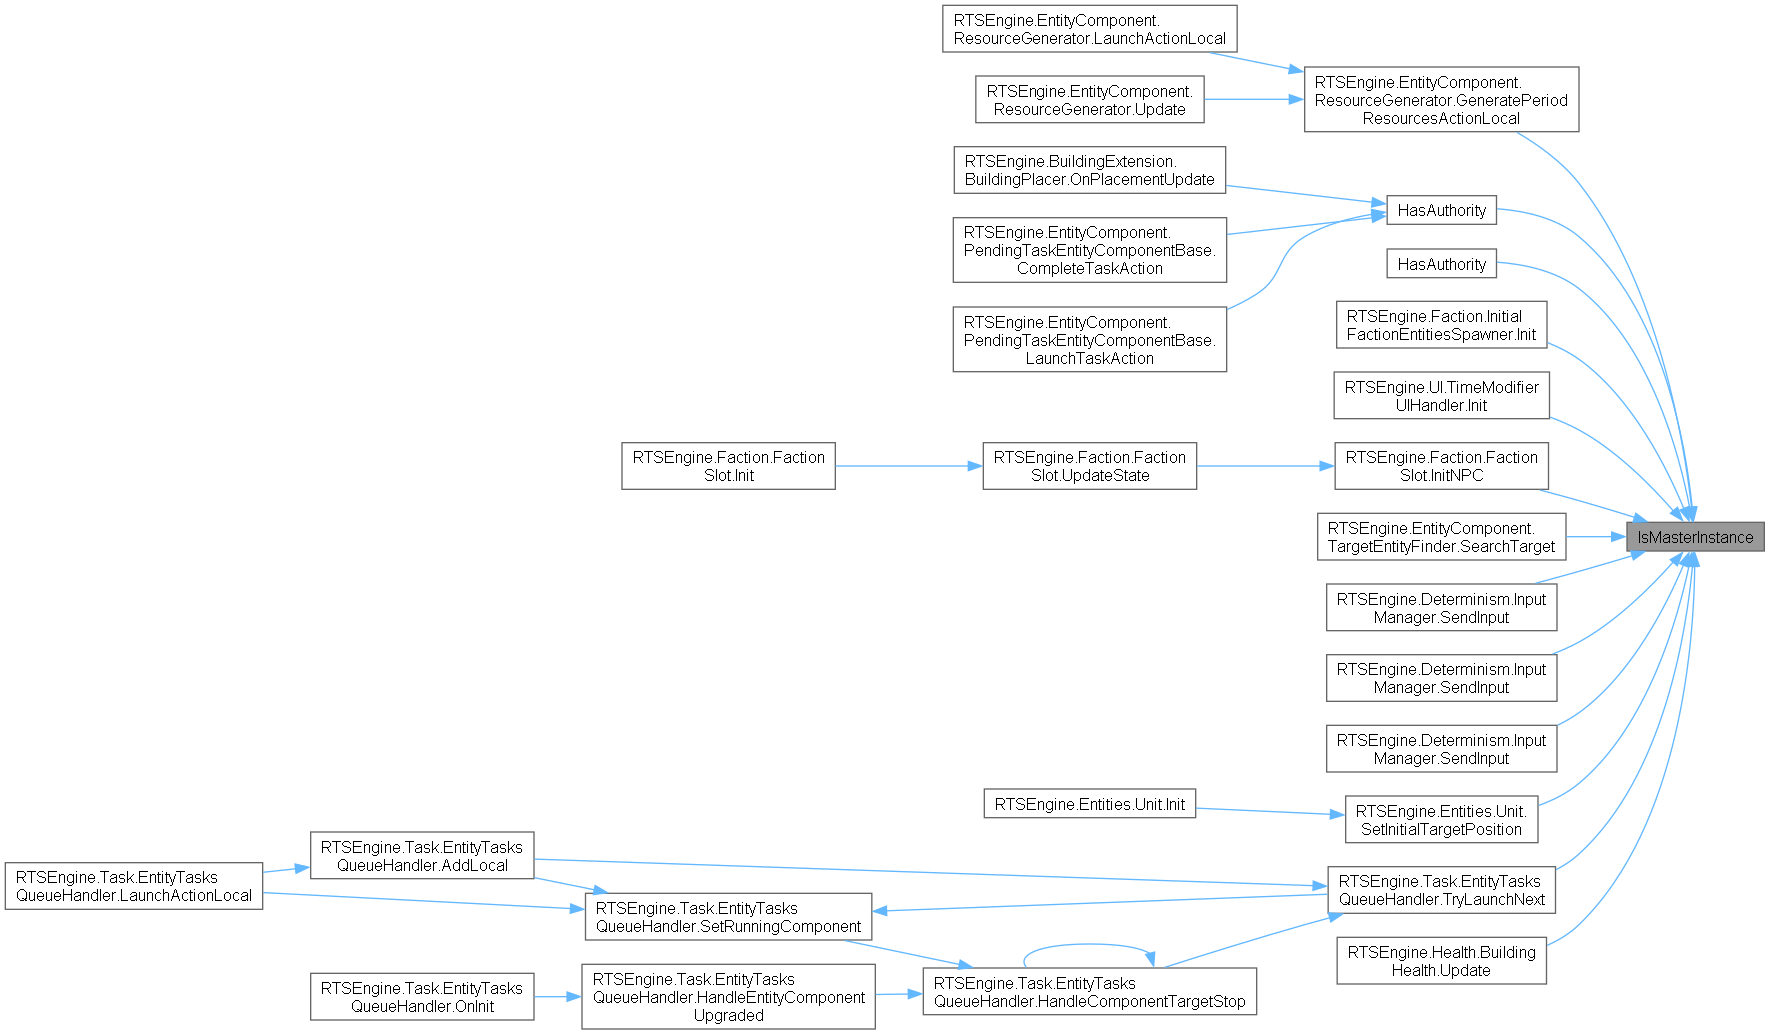 RTSEngine.EntityComponent.
ResourceGenerator.LaunchActionLocal
RTSEngine.EntityComponent.
ResourceGenerator.GeneratePeriod
ResourcesActionLocal
RTSEngine.EntityComponent.
ResourceGenerator.Update
RTSEngine.BuildingExtension.
BuildingPlacer.OnPlacementUpdate
HasAuthority
RTSEngine.EntityComponent.
PendingTaskEntityComponentBase.
CompleteTaskAction
HasAuthority
RTSEngine.EntityComponent.
PendingTaskEntityComponentBase.
LaunchTaskAction
RTSEngine.Faction.Initial
FactionEntitiesSpawner.Init
RTSEngine.UI.TimeModifier
UIHandler.Init
RTSEngine.Faction.Faction
Slot.Init
RTSEngine.Faction.Faction
Slot.UpdateState
RTSEngine.Faction.Faction
Slot.InitNPC
RTSEngine.EntityComponent.
TargetEntityFinder.SearchTarget
IsMasterInstance
RTSEngine.Determinism.Input
Manager.SendInput
RTSEngine.Determinism.Input
Manager.SendInput
RTSEngine.Determinism.Input
Manager.SendInput
RTSEngine.Entities.Unit.Init
RTSEngine.Entities.Unit.
SetInitialTargetPosition
RTSEngine.Task.EntityTasks
QueueHandler.AddLocal
RTSEngine.Task.EntityTasks
QueueHandler.LaunchActionLocal
RTSEngine.Task.EntityTasks
QueueHandler.SetRunningComponent
RTSEngine.Task.EntityTasks
QueueHandler.TryLaunchNext
RTSEngine.Health.Building
Health.Update
RTSEngine.Task.EntityTasks
QueueHandler.OnInit
RTSEngine.Task.EntityTasks
QueueHandler.HandleEntityComponent
Upgraded
RTSEngine.Task.EntityTasks
QueueHandler.HandleComponentTargetStop